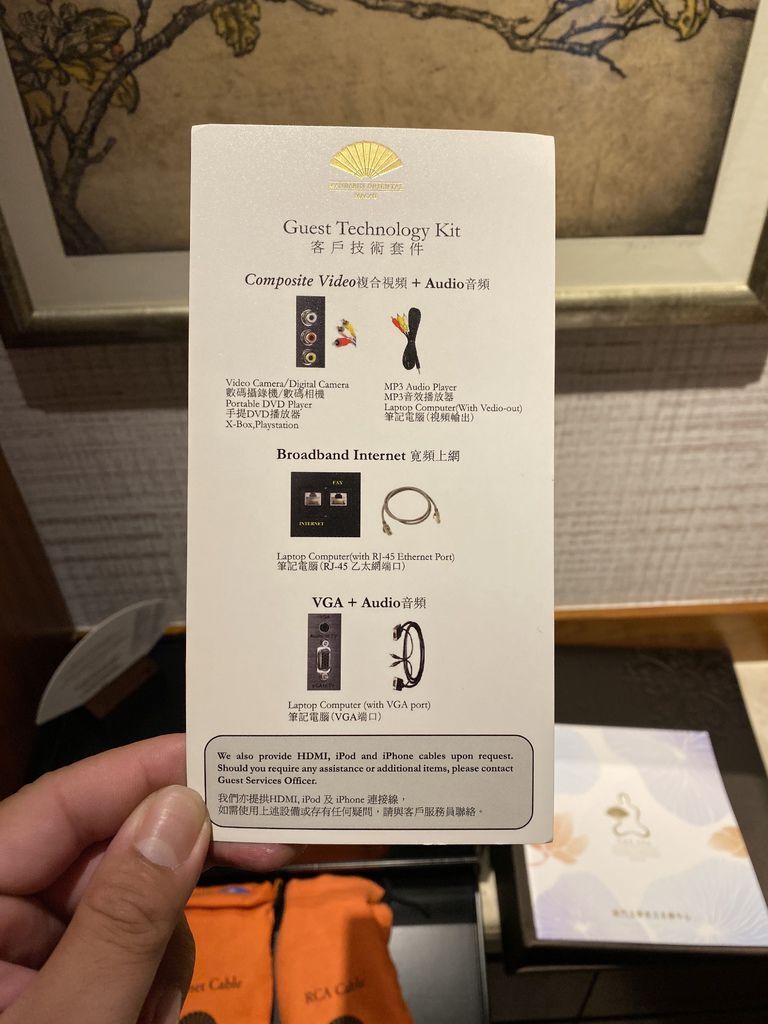 MANDARIN ORIENTAL
MACAU
Guest Technology Kit
客戶技術套件
Composite Video複合視頻 + Audio音頻
Video Camera/Digital Camera
數碼攝錄機/數碼相機
Portable DVD Player
手提DVD播放器
X-Box,Playstation
MP3 Audio Player
MP3音效播放器
Laptop Computer(With Vedio-out)
筆記電腦(視頻輸出)
Broadband Internet 寬頻上網
FAX
INTERNET
Laptop Computer(with RJ-45 Ethernet Port)
筆記電腦(RJ-45 乙太網端口)
VGA + Audio音頻
VGA
Laptop Computer (with VGA port)
筆記電腦(VGA端口)
We also provide HDMI, iPod and iPhone cables upon request.
Should you require any assistance or additional items, please contact
Guest Services Officer.
我們亦提拱HDMI, iPod 及 iPhone 連接線，
如需使用上述設備或存有任何疑問，請與客戶服務員聯絡。
Cable
RCA Cable